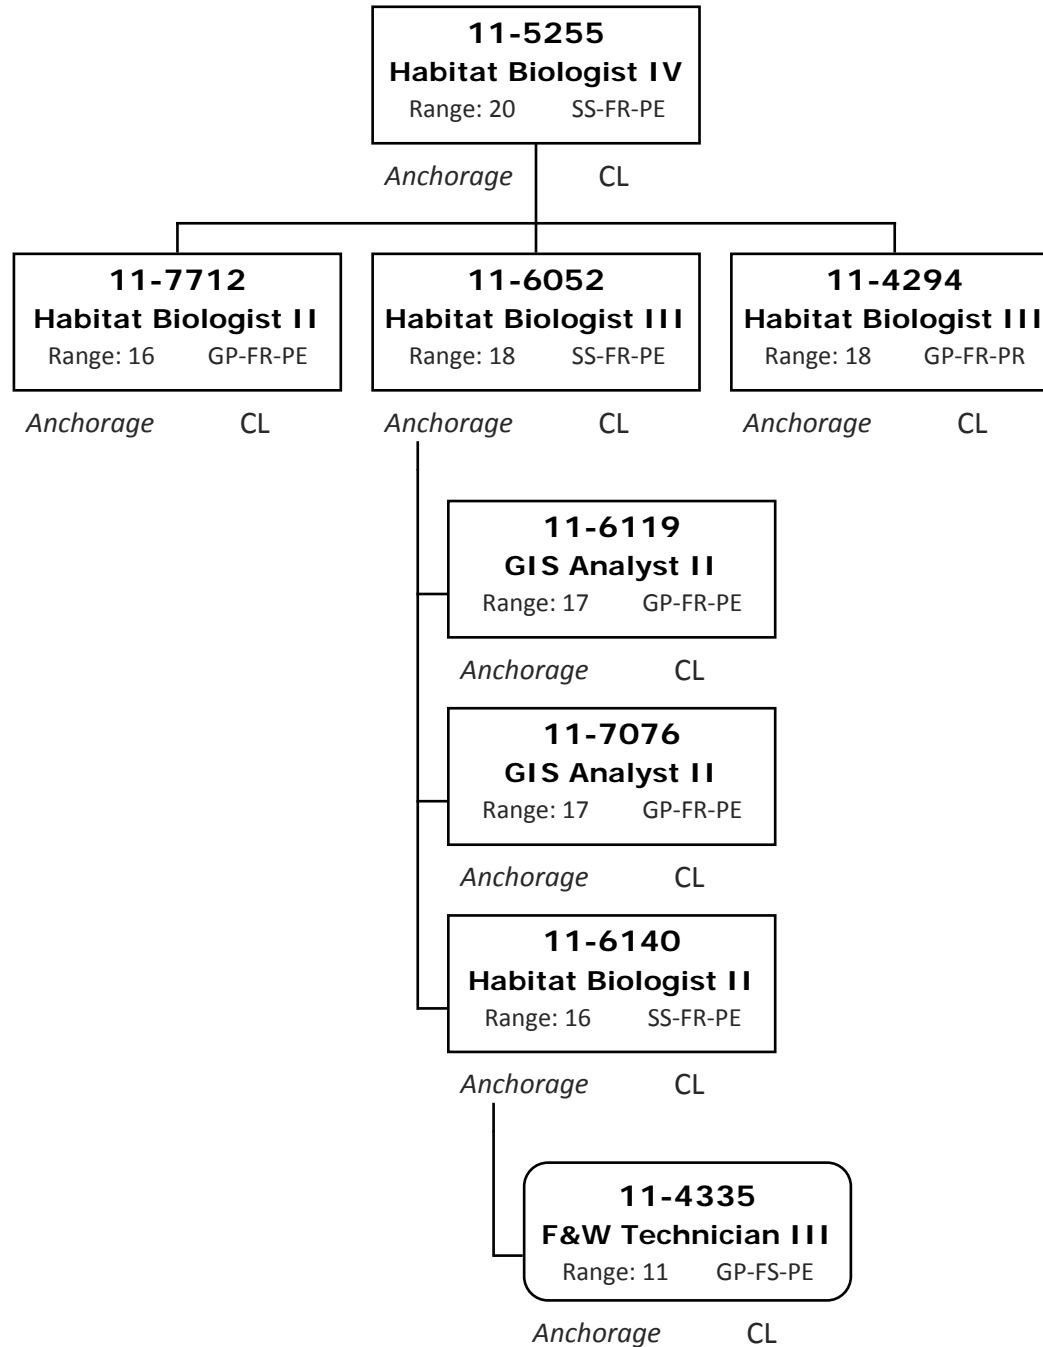 11-5255
Habitat Biologist IV
Range: 20 SS-FR-PE
Anchorage CL
11-7712
Habitat Biologist II
Range: 16 GP-FR-PE
Anchorage CL
11-6052
Habitat Biologist III
Range: 18 SS-FR-PE
Anchorage CL
11-4294
Habitat Biologist III
Range: 18 GP-FR-PR
Anchorage CL
11-6119
GIS Analyst II
Range: 17 GP-FR-PE
Anchorage CL
11-7076
GIS Analyst II
Range: 17 GP-FR-PE
Anchorage CL
11-6140
Habitat Biologist II
Range: 16 SS-FR-PE
Anchorage CL
11-4335
F&W Technician III
Range: 11 GP-FS-PE
Anchorage CL